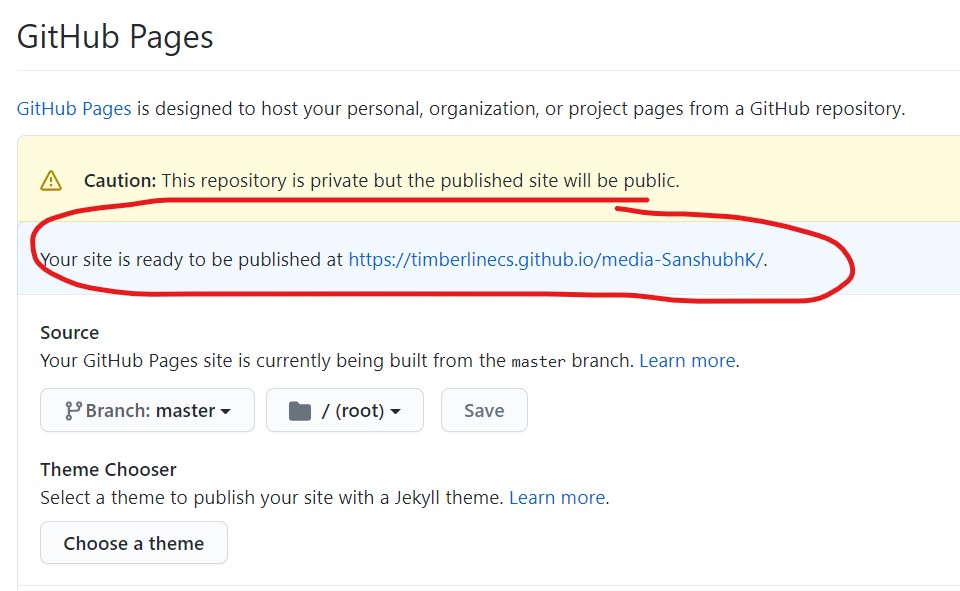 GitHub Pages
GitHub Pages is designed to host your personal, organization, or project pages from a GitHub repository.
Caution: This repository is private but the published site will be public.
Your site is ready to be published at https://timberlinecs.github.io/media-SanshubhK/.
Source
Your GitHub Pages site is currently being built from the master branch. Learn more.
Branch: master / (root) Save
Theme Chooser
Select a theme to publish your site with a Jekyll theme. Learn more.
Choose a theme